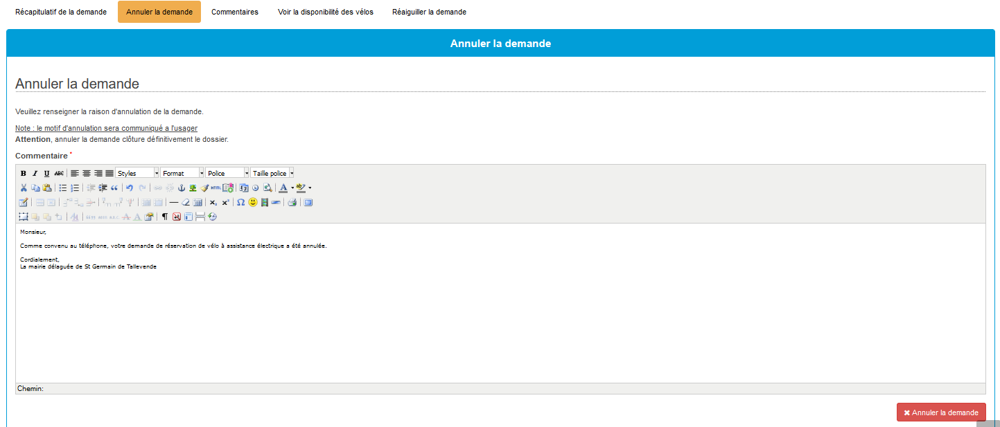 Récapitulatif de la demande Annuler la demande Commentaires Voir la disponibilité des vélos Réaiguiller la demande
Annuler la demande
Annuler la demande
Veuillez renseigner la raison d'annulation de la demande.
Note : le motif d'annulation sera communiqué a l'usager
Attention, annuler la demande clôture définitivement le dossier.
Commentaire *
B I U ABC Styles Format Police Taille police
HTML A ab
Monsieur,
Comme convenu au téléphone, votre demande de réservation de vélo à assistance électrique a été annulée.
Cordialement,
La mairie délaguée de St Germain de Tallevende
Chemin:
✖ Annuler la demande